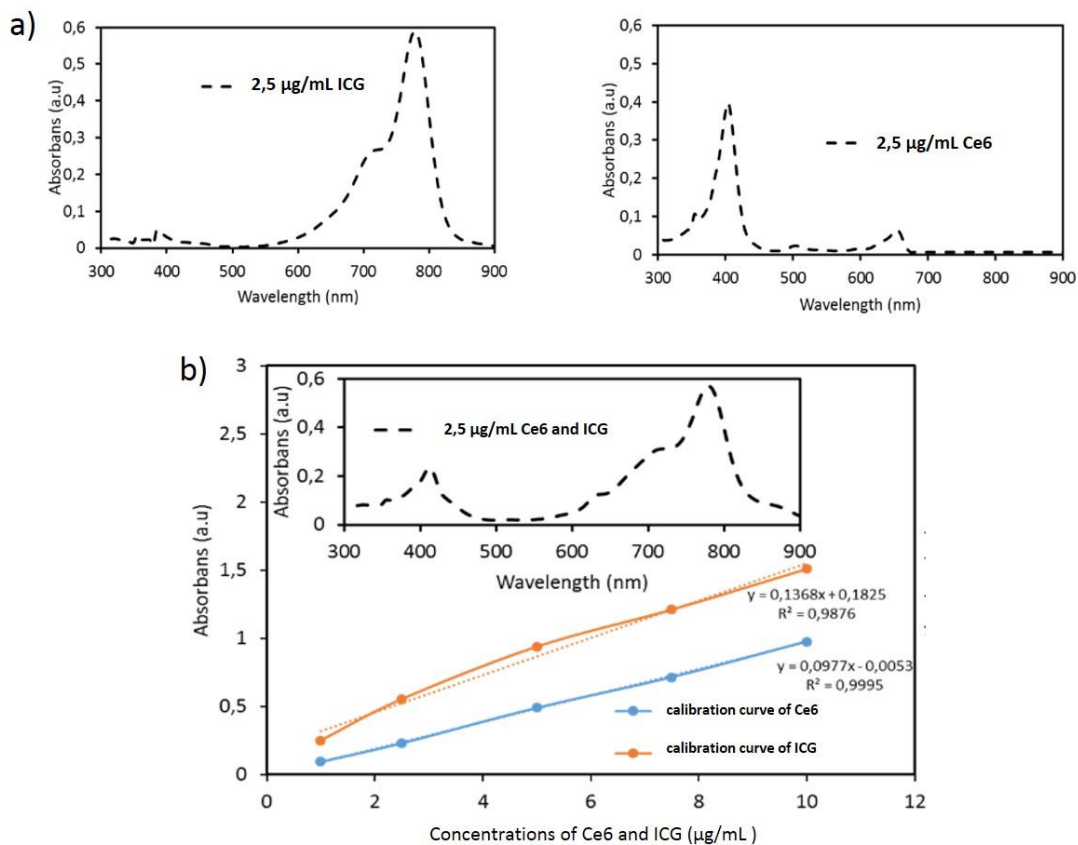 a)
0,6
0,5
0,4
0,3
0,2
0,1
0
Absorbans (a.u)
2,5 µg/mL ICG
300 400 500 600 700 800 900
Wavelength (nm)
0,6
0,5
0,4
0,3
0,2
0,1
0
Absorbans (a.u)
2,5 µg/mL Ce6
300 400 500 600 700 800 900
Wavelength (nm)
b)
3
2,5
2
1,5
1
0,5
0
Absorbans (a.u)
0,6
0,4
0,2
0
Absorbans (a.u)
2,5 µg/mL Ce6 and ICG
300 400 500 600 700 800 900
Wavelength (nm)
y = 0,1368x + 0,1825
R² = 0,9876
y = 0,0977x - 0,0053
R² = 0,9995
calibration curve of Ce6
calibration curve of ICG
0 2 4 6 8 10 12
Concentrations of Ce6 and ICG (µg/mL )